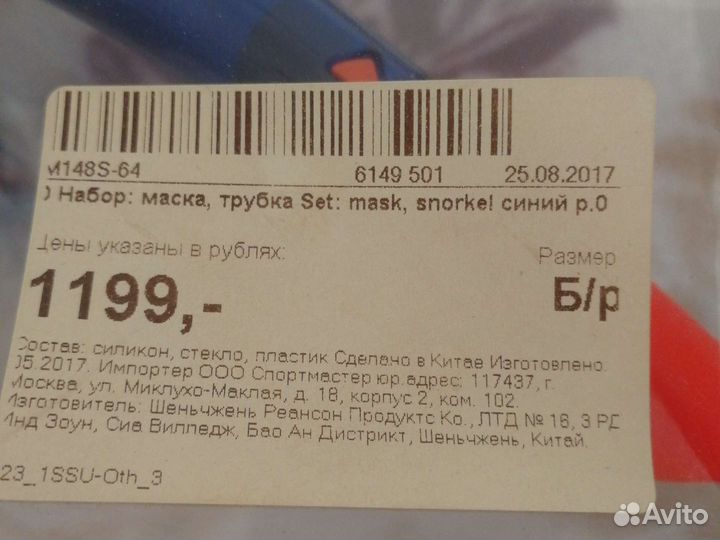 M148S-64 6149 501 25.08.2017
) Набор: маска, трубка Set: mask, snorkel синий р.0
Цены указаны в рублях: Размер
1199,- Б/р
Состав: силикон, стекло, пластик Сделано в Китае Изготовлено:
05.2017. Импортер ООО Спортмастер юр.адрес: 117437, г.
Москва, ул. Миклухо-Маклая, д. 18, корпус 2, ком. 102.
Изготовитель: Шеньчжень Реансон Продуктс Ко., ЛТД № 16, 3 РД
Инд Зоун, Сиа Вилледж, Бао Ан Дистрикт, Шеньчжень, Китай.
23_1SSU-Oth_3
Avito